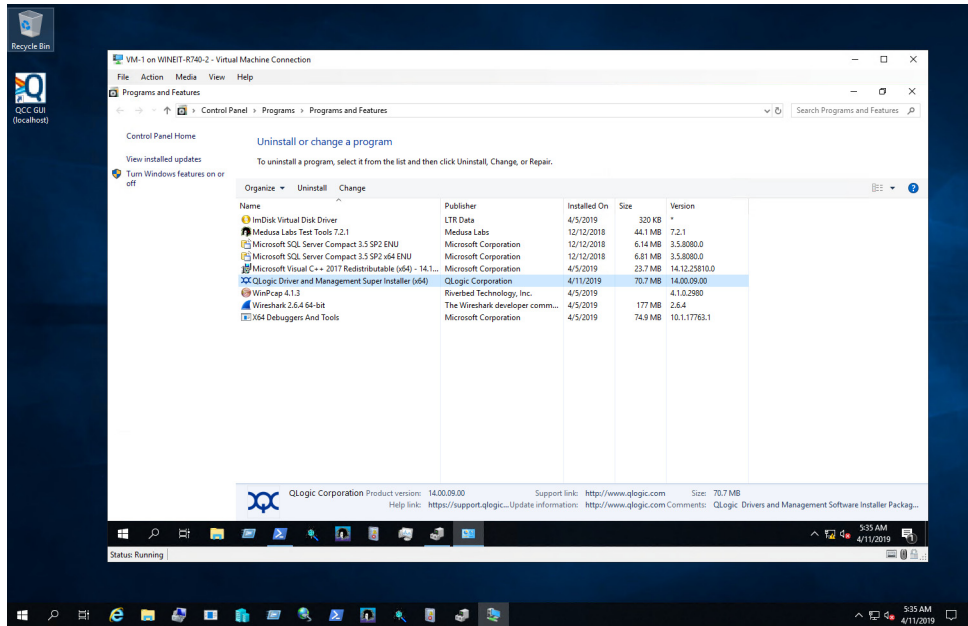 Recycle Bin
QCC GUI
(localhost)
VM-1 on WINEIT-R740-2 - Virtual Machine Connection
File Action Media View Help
Programs and Features
Control Panel > Programs > Programs and Features
Search Programs and Features
Control Panel Home
View installed updates
Turn Windows features on or
off
Uninstall or change a program
To uninstall a program, select it from the list and then click Uninstall, Change, or Repair.
Organize Uninstall Change
Name Publisher Installed On Size Version
ImDisk Virtual Disk Driver LTR Data 4/5/2019 320 KB *
Medusa Labs Test Tools 7.2.1 Medusa Labs 12/12/2018 44.1 MB 7.2.1
Microsoft SQL Server Compact 3.5 SP2 ENU Microsoft Corporation 12/12/2018 6.14 MB 3.5.8080.0
Microsoft SQL Server Compact 3.5 SP2 x64 ENU Microsoft Corporation 12/12/2018 6.81 MB 3.5.8080.0
Microsoft Visual C++ 2017 Redistributable (x64) - 14.1... Microsoft Corporation 4/5/2019 23.7 MB 14.12.25810.0
QLogic Driver and Management Super Installer (x64) QLogic Corporation 4/11/2019 70.7 MB 14.00.09.00
WinPcap 4.1.3 Riverbed Technology, Inc. 4/5/2019 4.1.0.2980
Wireshark 2.6.4 64-bit The Wireshark developer comm... 4/5/2019 177 MB 2.6.4
X64 Debuggers And Tools Microsoft Corporation 4/5/2019 74.9 MB 10.1.17763.1
QLogic Corporation Product version: 14.00.09.00 Support link: http://www.qlogic.com Size: 70.7 MB
Help link: https://support.qlogic... Update information: http://www.qlogic.com Comments: QLogic Drivers and Management Software Installer Packag...
5:35 AM
4/11/2019
Status: Running
5:35 AM
4/11/2019